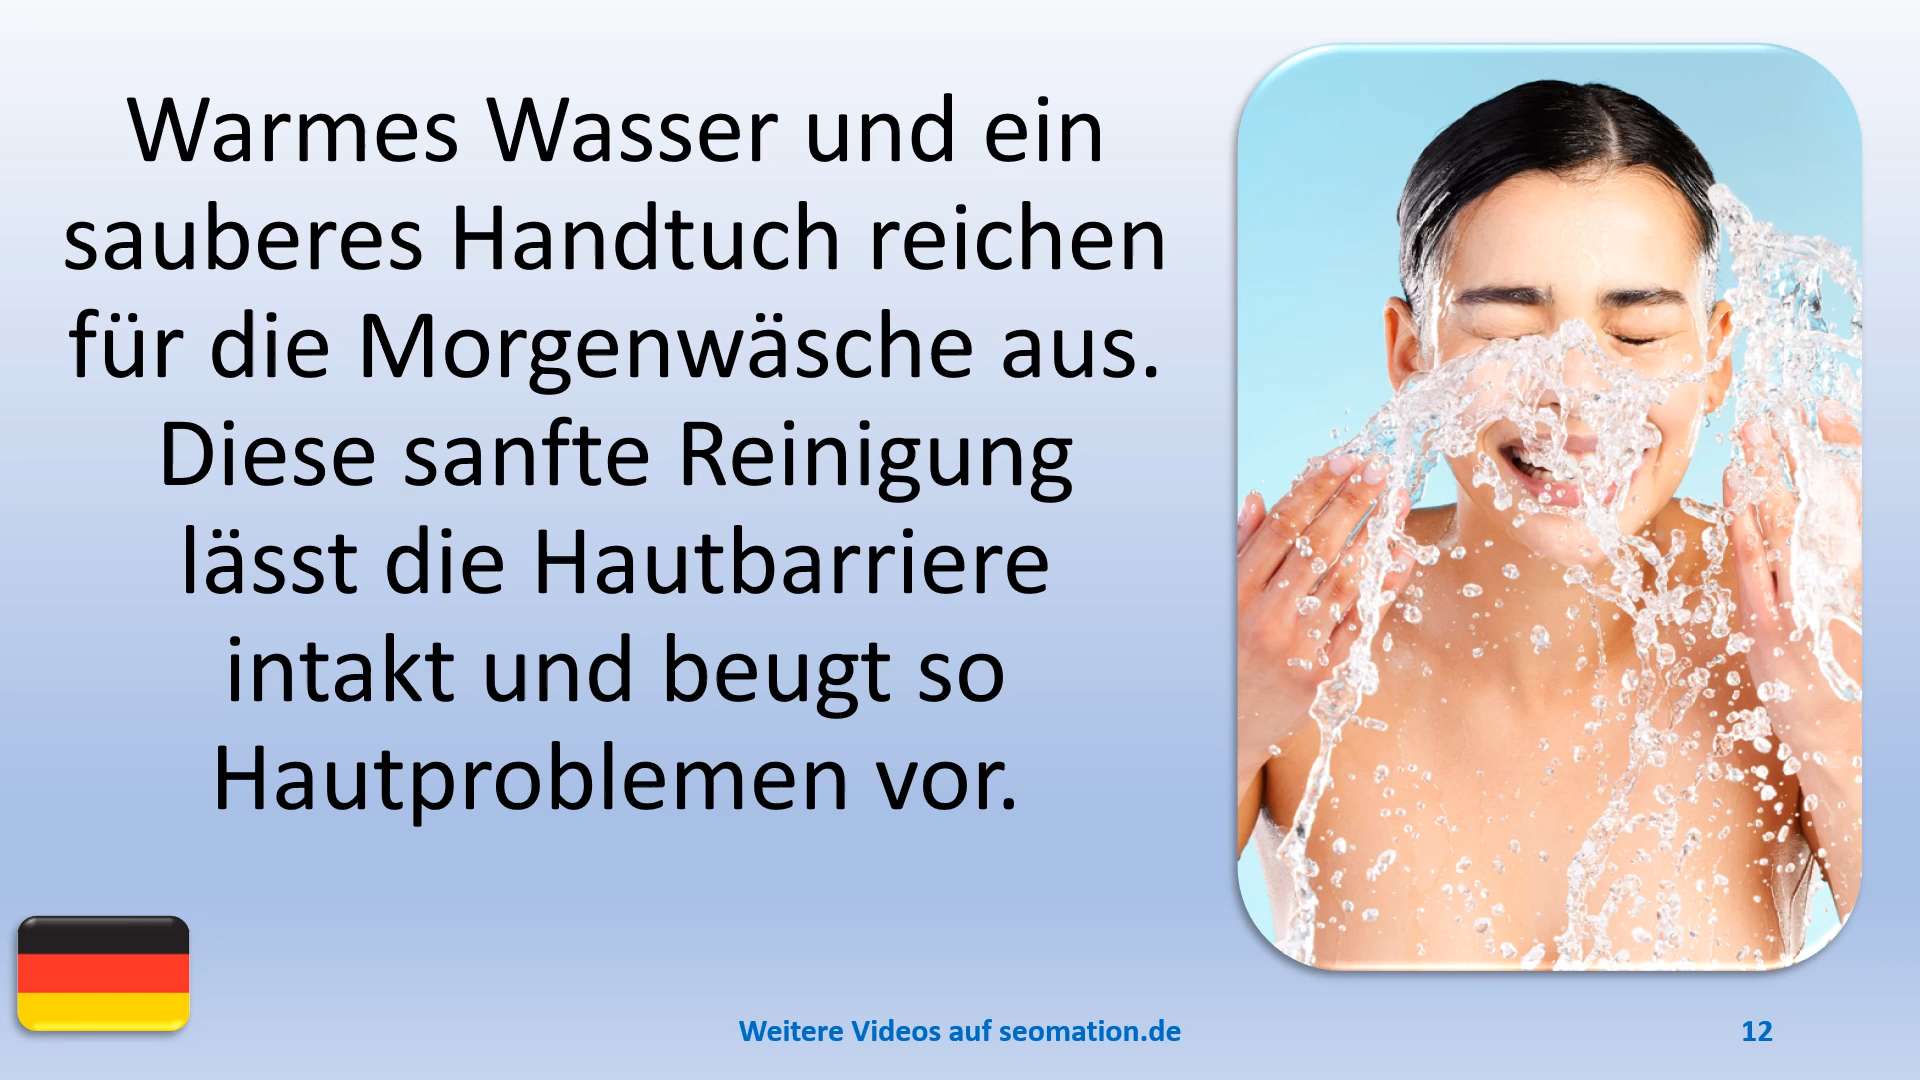 Warmes Wasser und ein
sauberes Handtuch reichen
für die Morgenwäsche aus.
Diese sanfte Reinigung
lässt die Hautbarriere
intakt und beugt so
Hautproblemen vor.
Weitere Videos auf seomation.de
12